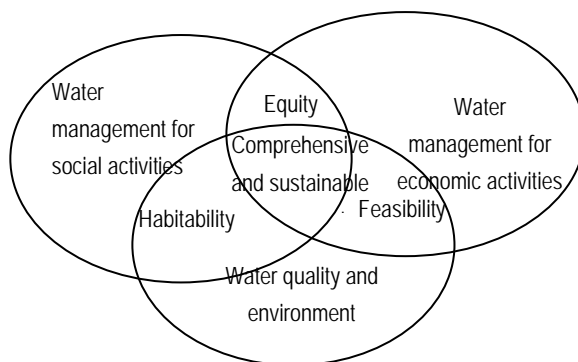 Water
management for
social activities
Equity
Water
management for
economic activities
Comprehensive
and sustainable
Habitability
Feasibility
Water quality and
environment